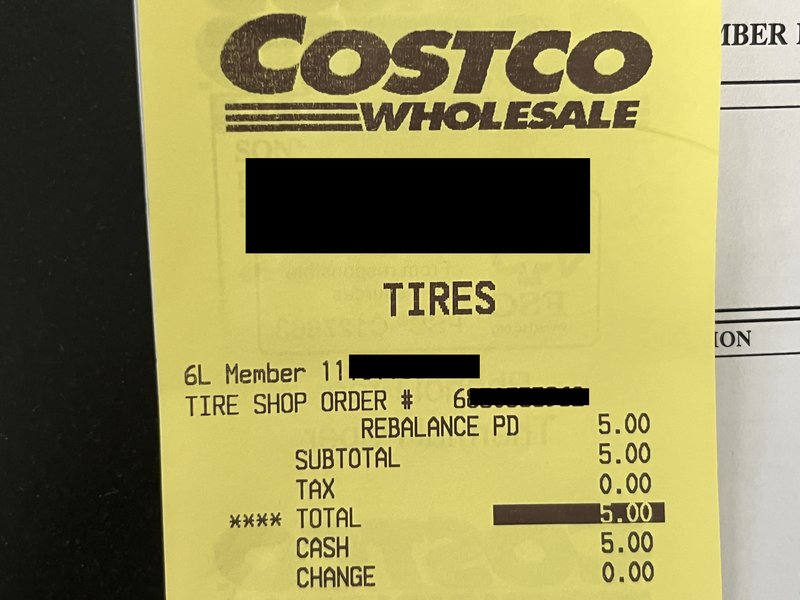 COSTCO
WHOLESALE
TIRES
6L Member 11
TIRE SHOP ORDER # 6
REBALANCE PD 5.00
SUBTOTAL 5.00
TAX 0.00
**** TOTAL 5.00
CASH 5.00
CHANGE 0.00
MBER
ION